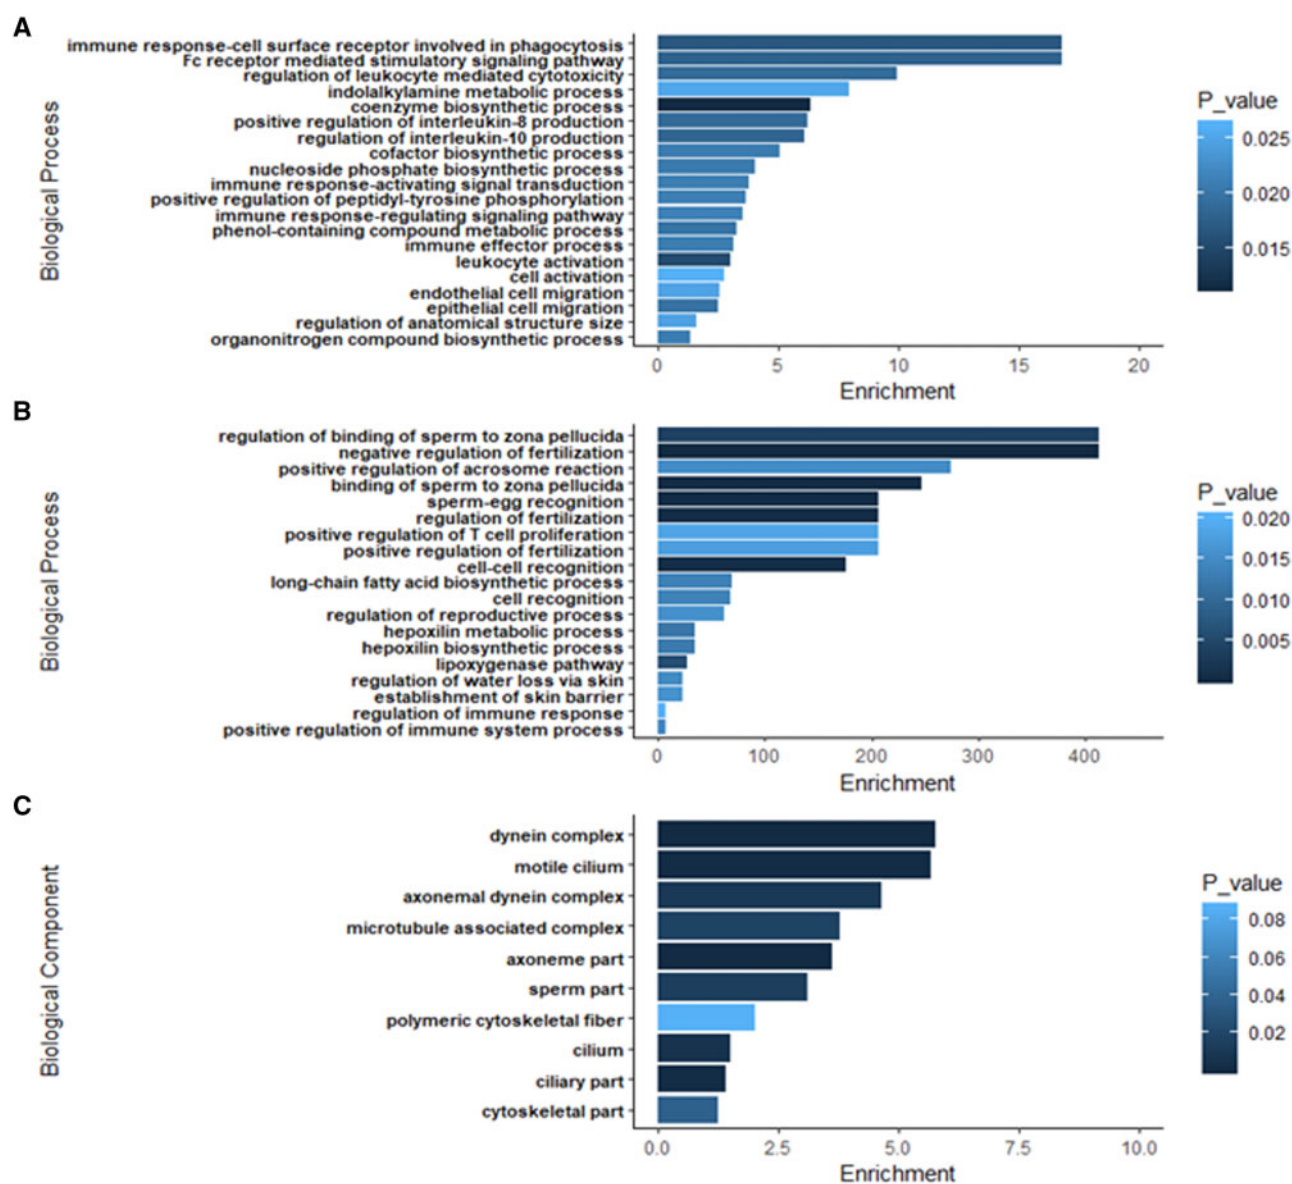 A
Biological Process
immune response-cell surface receptor involved in phagocytosis
Fc receptor mediated stimulatory signaling pathway
regulation of leukocyte mediated cytotoxicity
indolalkylamine metabolic process
coenzyme biosynthetic process
positive regulation of interleukin-8 production
regulation of interleukin-10 production
cofactor biosynthetic process
nucleoside phosphate biosynthetic process
immune response-activating signal transduction
positive regulation of peptidyl-tyrosine phosphorylation
immune response-regulating signaling pathway
phenol-containing compound metabolic process
immune effector process
leukocyte activation
cell activation
endothelial cell migration
epithelial cell migration
regulation of anatomical structure size
organonitrogen compound biosynthetic process
0 5 10 15 20
Enrichment
P_value
0.025
0.020
0.015
B
Biological Process
regulation of binding of sperm to zona pellucida
negative regulation of fertilization
positive regulation of acrosome reaction
binding of sperm to zona pellucida
sperm-egg recognition
regulation of fertilization
positive regulation of T cell proliferation
positive regulation of fertilization
cell-cell recognition
long-chain fatty acid biosynthetic process
cell recognition
regulation of reproductive process
hepoxilin metabolic process
hepoxilin biosynthetic process
lipoxygenase pathway
regulation of water loss via skin
establishment of skin barrier
regulation of immune response
positive regulation of immune system process
0 100 200 300 400
Enrichment
P_value
0.020
0.015
0.010
0.005
C
Biological Component
dynein complex
motile cilium
axonemal dynein complex
microtubule associated complex
axoneme part
sperm part
polymeric cytoskeletal fiber
cilium
ciliary part
cytoskeletal part
0.0 2.5 5.0 7.5 10.0
Enrichment
P_value
0.08
0.06
0.04
0.02